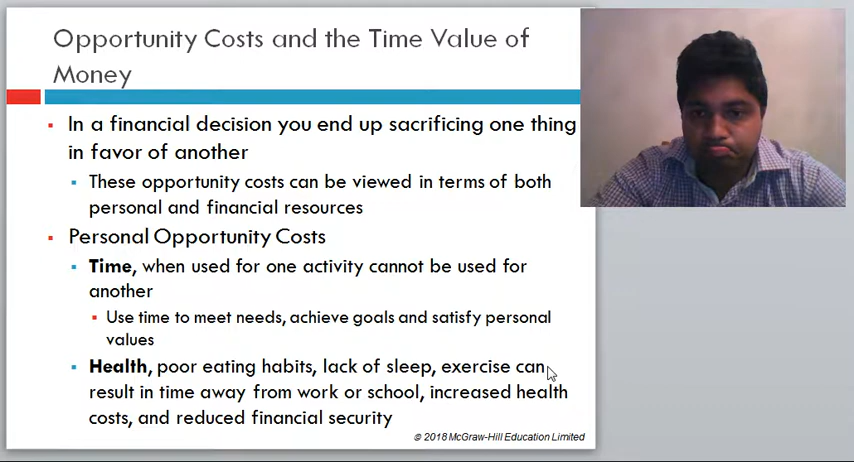 Opportunity Costs and the Time Value of
Money
In a financial decision you end up sacrificing one thing
in favor of another
These opportunity costs can be viewed in terms of both
personal and financial resources
Personal Opportunity Costs
Time, when used for one activity cannot be used for
another
Use time to meet needs, achieve goals and satisfy personal
values
Health, poor eating habits, lack of sleep, exercise can
result in time away from work or school, increased health
costs, and reduced financial security
© 2018 McGraw-Hill Education Limited